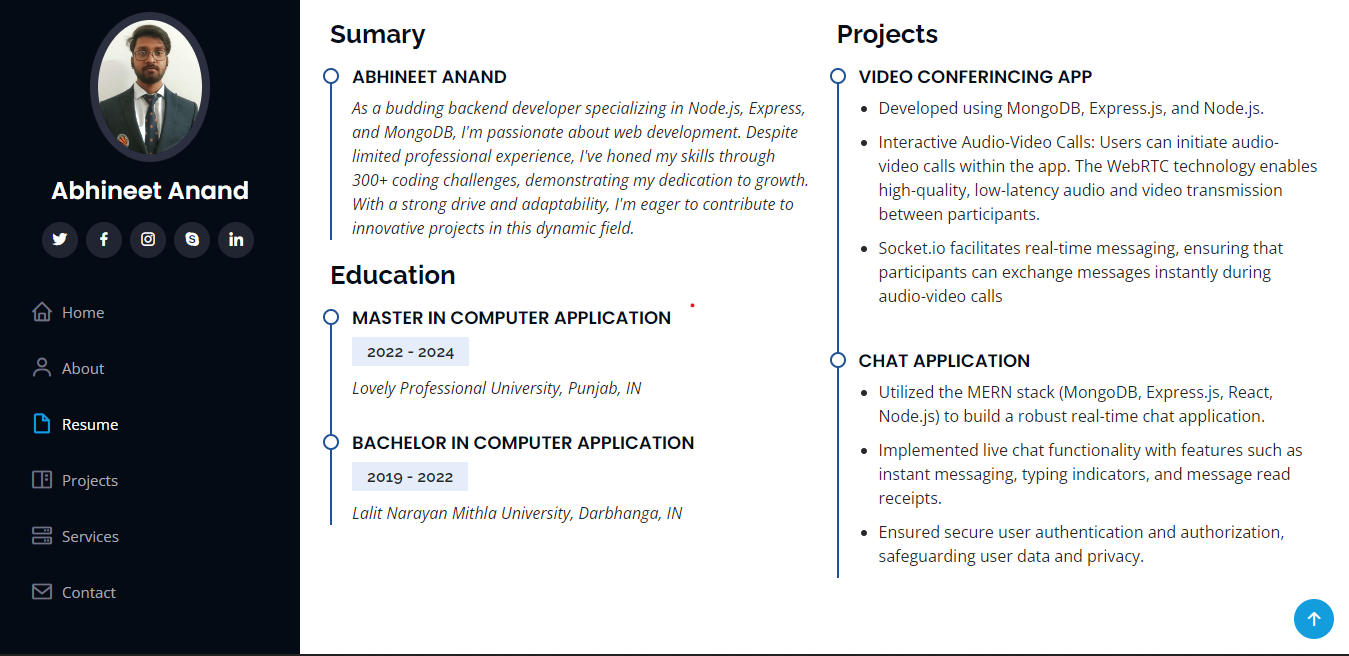 Abhineet Anand
Home
About
Resume
Projects
Services
Contact
Sumary
ABHINEET ANAND
As a budding backend developer specializing in Node.js, Express,
and MongoDB, I'm passionate about web development. Despite
limited professional experience, I've honed my skills through
300+ coding challenges, demonstrating my dedication to growth.
With a strong drive and adaptability, I'm eager to contribute to
innovative projects in this dynamic field.
Education
MASTER IN COMPUTER APPLICATION
2022 - 2024
Lovely Professional University, Punjab, IN
BACHELOR IN COMPUTER APPLICATION
2019 - 2022
Lalit Narayan Mithla University, Darbhanga, IN
Projects
VIDEO CONFERINCING APP
Developed using MongoDB, Express.js, and Node.js.
Interactive Audio-Video Calls: Users can initiate audio-
video calls within the app. The WebRTC technology enables
high-quality, low-latency audio and video transmission
between participants.
Socket.io facilitates real-time messaging, ensuring that
participants can exchange messages instantly during
audio-video calls
CHAT APPLICATION
Utilized the MERN stack (MongoDB, Express.js, React,
Node.js) to build a robust real-time chat application.
Implemented live chat functionality with features such as
instant messaging, typing indicators, and message read
receipts.
Ensured secure user authentication and authorization,
safeguarding user data and privacy.